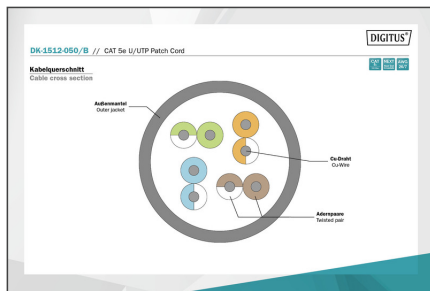 DIGITUS®
DK-1512-050/B // CAT 5e U/UTP Patch Cord
Kabelquerschnitt
Cable cross section
Außenmantel
Outer jacket
Cu-Draht
Cu-Wire
Adernpaare
Twisted pair